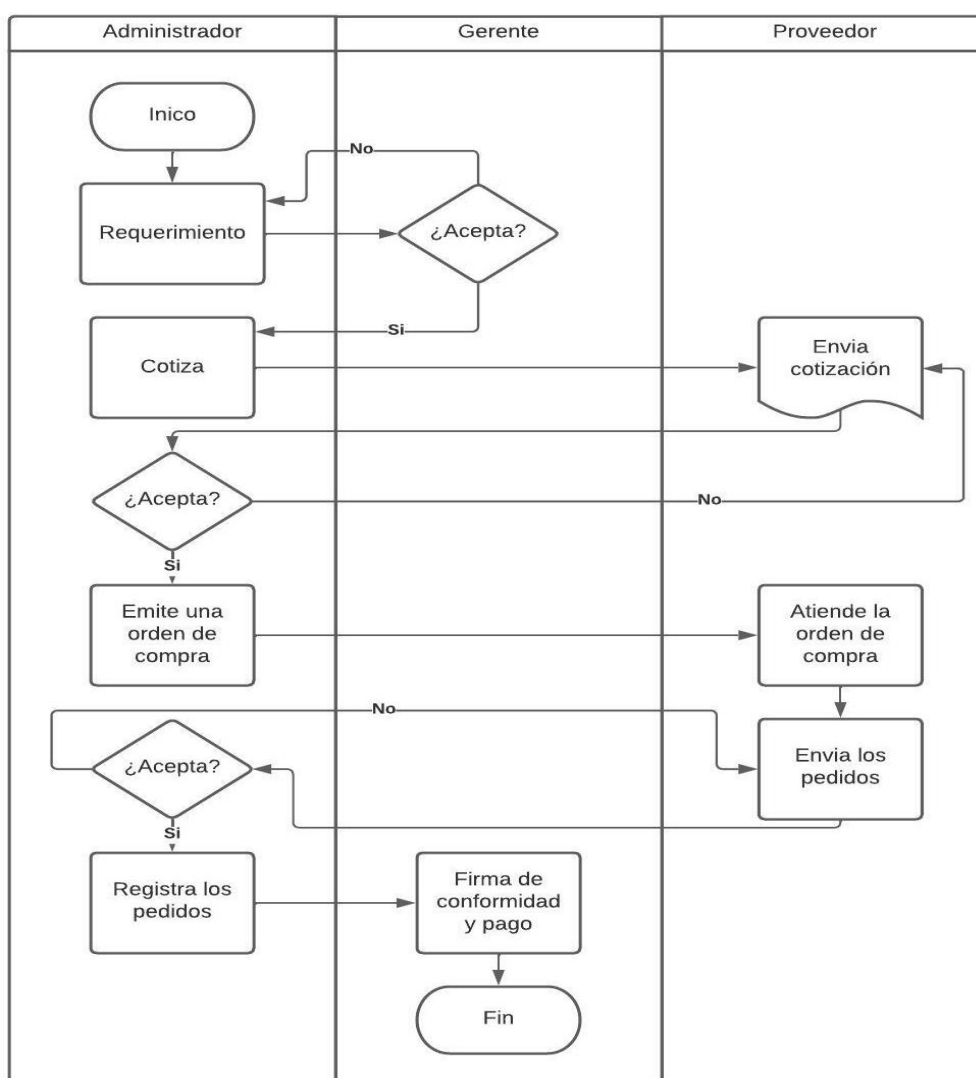 Administrador
Gerente
Proveedor
Inico
No
Requerimiento
¿Acepta?
Si
Cotiza
Envia
cotización
¿Acepta?
No
Si
Emite una
orden de
compra
Atiende la
orden de
compra
No
¿Acepta?
Envia los
pedidos
Si
Registra los
pedidos
Firma de
conformidad
y pago
Fin